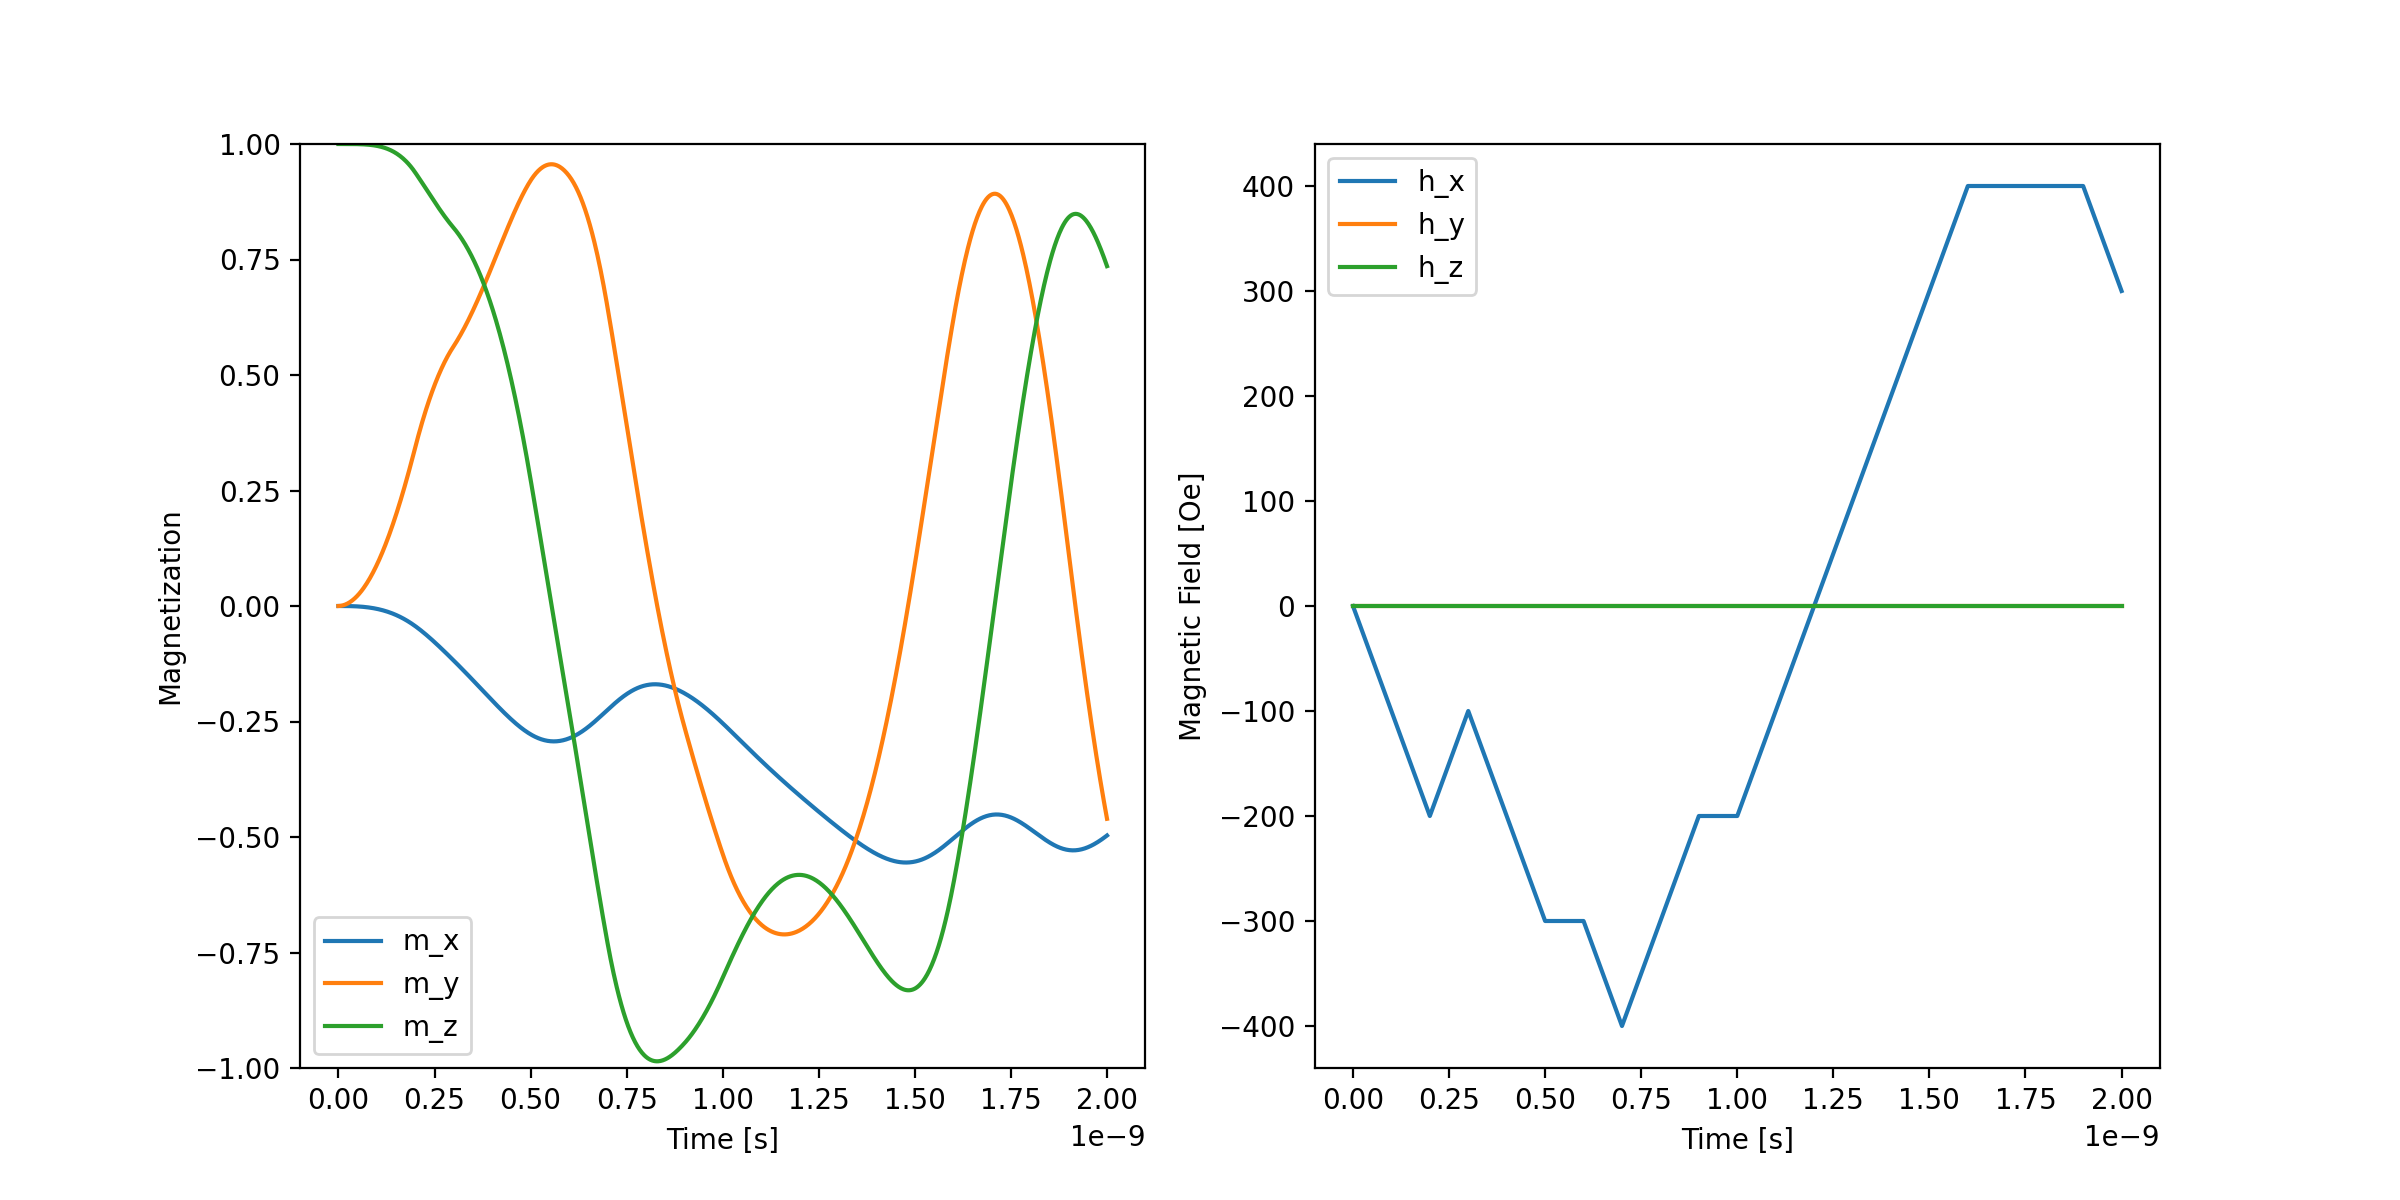 1.00
0.75
0.50
0.25
0.00
−0.25
−0.50
−0.75
−1.00
Magnetization
m_x
m_y
m_z
0.00 0.25 0.50 0.75 1.00 1.25 1.50 1.75 2.00
Time [s]
1e−9
400
300
200
100
0
−100
−200
−300
−400
Magnetic Field [Oe]
h_x
h_y
h_z
0.00 0.25 0.50 0.75 1.00 1.25 1.50 1.75 2.00
Time [s]
1e−9